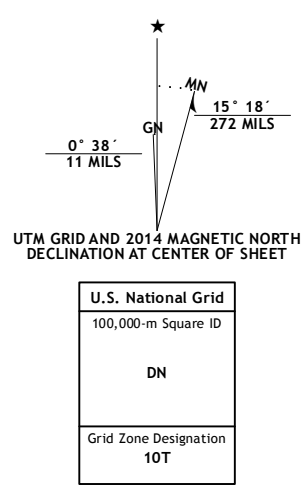 MN
15° 18´
272 MILS
GN
0° 38´
11 MILS
UTM GRID AND 2014 MAGNETIC NORTH
DECLINATION AT CENTER OF SHEET
U.S. National Grid
100,000-m Square ID
DN
Grid Zone Designation
10T